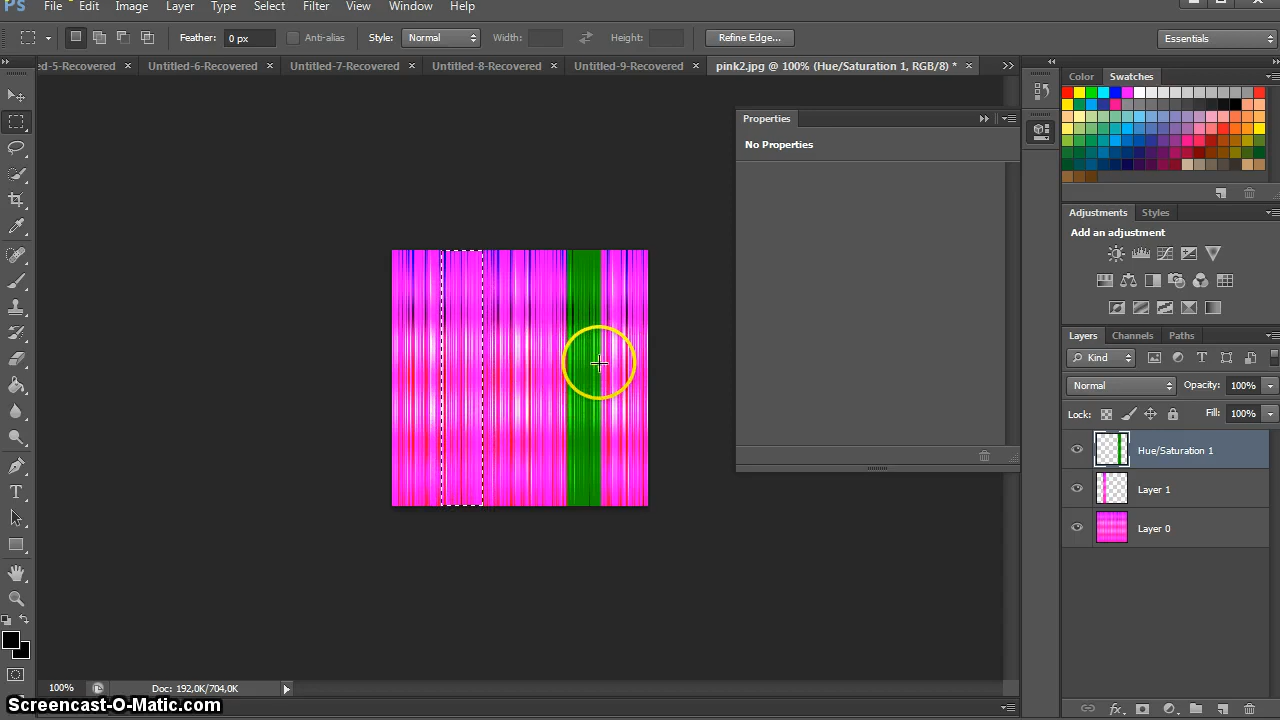 PS File Edit Image Layer Type Select Filter View Window Help
Feather: 0 px Anti-alias Style: Normal Width: Height: Refine Edge... Essentials
ed-5-Recovered × Untitled-6-Recovered × Untitled-7-Recovered × Untitled-8-Recovered × Untitled-9-Recovered × pink2.jpg @ 100% (Hue/Saturation 1, RGB/8) * ×
Color Swatches
Properties
No Properties
Adjustments Styles
Add an adjustment
Layers Channels Paths
Kind
Normal Opacity: 100%
Lock: Fill: 100%
Hue/Saturation 1
Layer 1
Layer 0
100% Doc: 192,0K/704,0K
Screencast-O-Matic.com